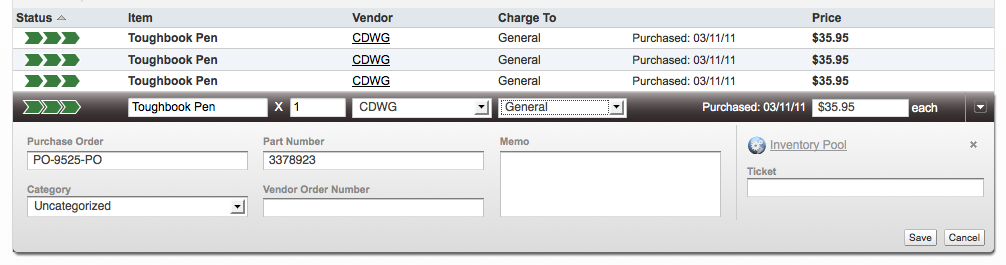 Status Item Vendor Charge To Price
Toughbook Pen CDWG General Purchased: 03/11/11 $35.95
Toughbook Pen CDWG General Purchased: 03/11/11 $35.95
Toughbook Pen CDWG General Purchased: 03/11/11 $35.95
Toughbook Pen X 1 CDWG General Purchased: 03/11/11 $35.95 each
Purchase Order Part Number Memo Inventory Pool
PO-9525-PO 3378923
Ticket
Category Vendor Order Number
Uncategorized
Save Cancel